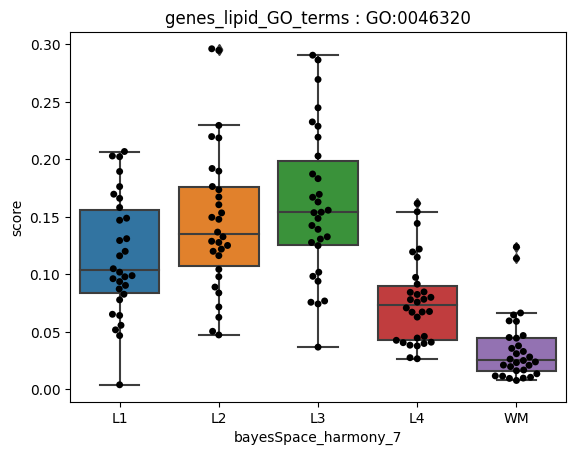 genes_lipid_GO_terms : GO:0046320
0.30
0.25
0.20
0.15
0.10
0.05
0.00
score
L1 L2 L3 L4 WM
bayesSpace_harmony_7